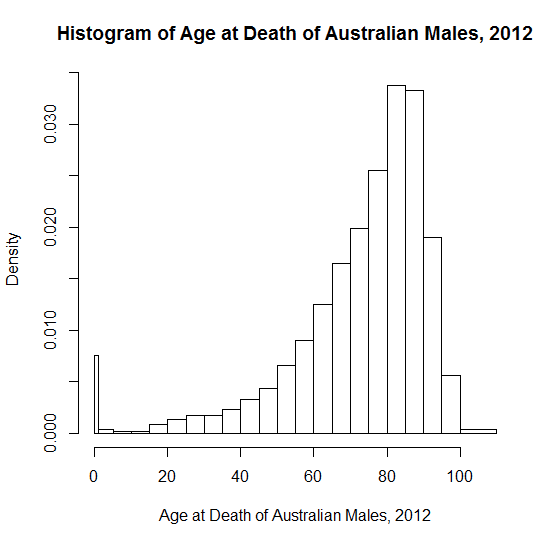 Histogram of Age at Death of Australian Males, 2012
Density
0.030
0.020
0.010
0.000
0 20 40 60 80 100
Age at Death of Australian Males, 2012